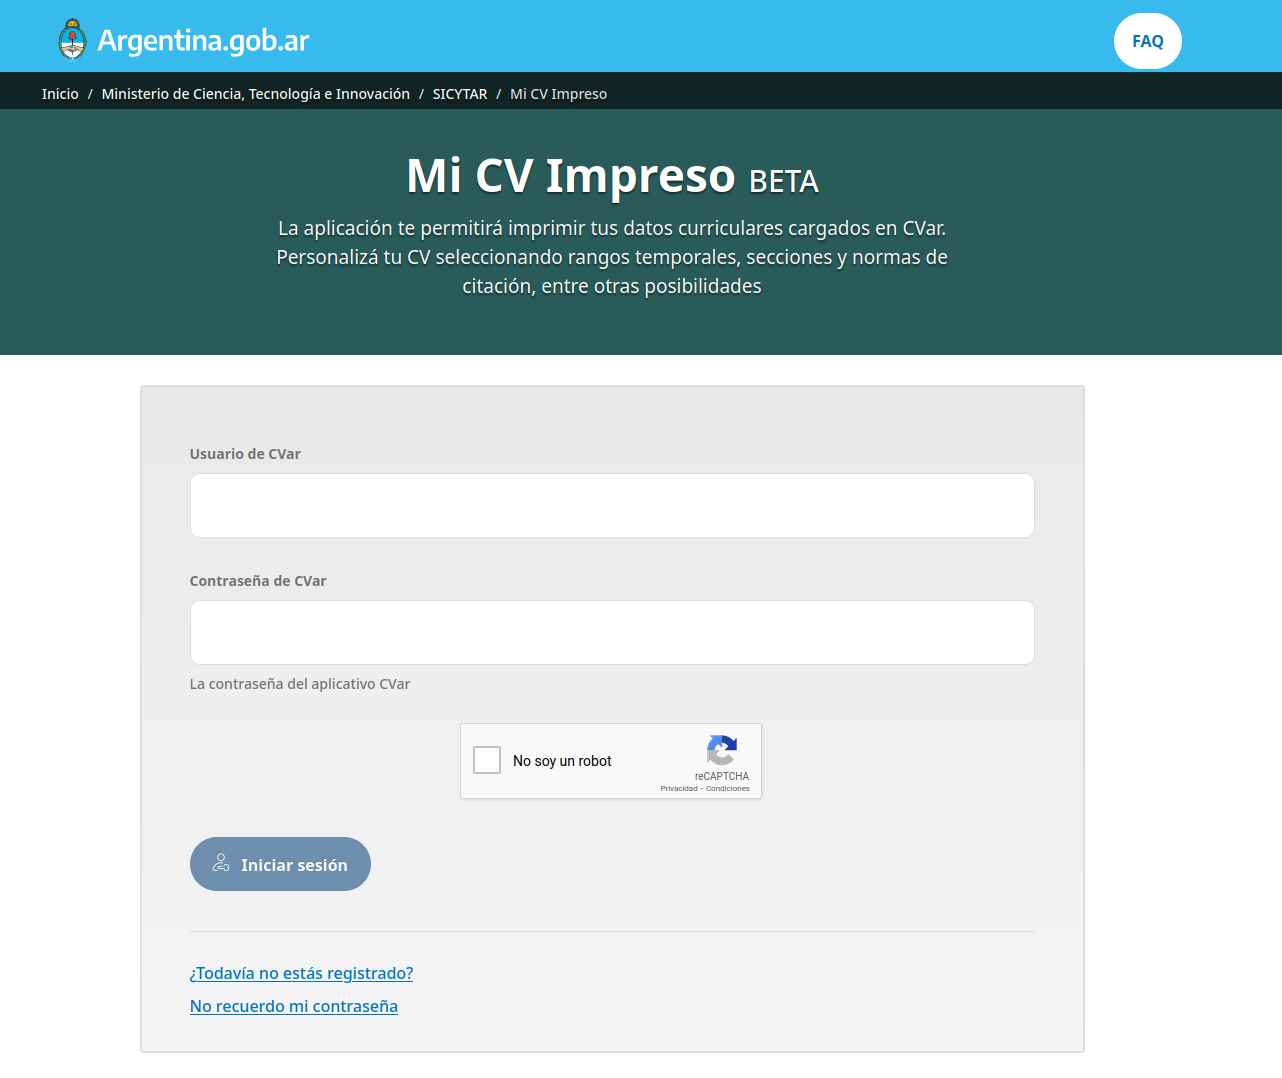 Argentina.gob.ar
FAQ
Inicio / Ministerio de Ciencia, Tecnología e Innovación / SICYTAR / Mi CV Impreso
Mi CV Impreso BETA
La aplicación te permitirá imprimir tus datos curriculares cargados en CVar.
Personalizá tu CV seleccionando rangos temporales, secciones y normas de
citación, entre otras posibilidades
Usuario de CVar
Contraseña de CVar
La contraseña del aplicativo CVar
No soy un robot
reCAPTCHA
Privacidad - Condiciones
Iniciar sesión
¿Todavía no estás registrado?
No recuerdo mi contraseña